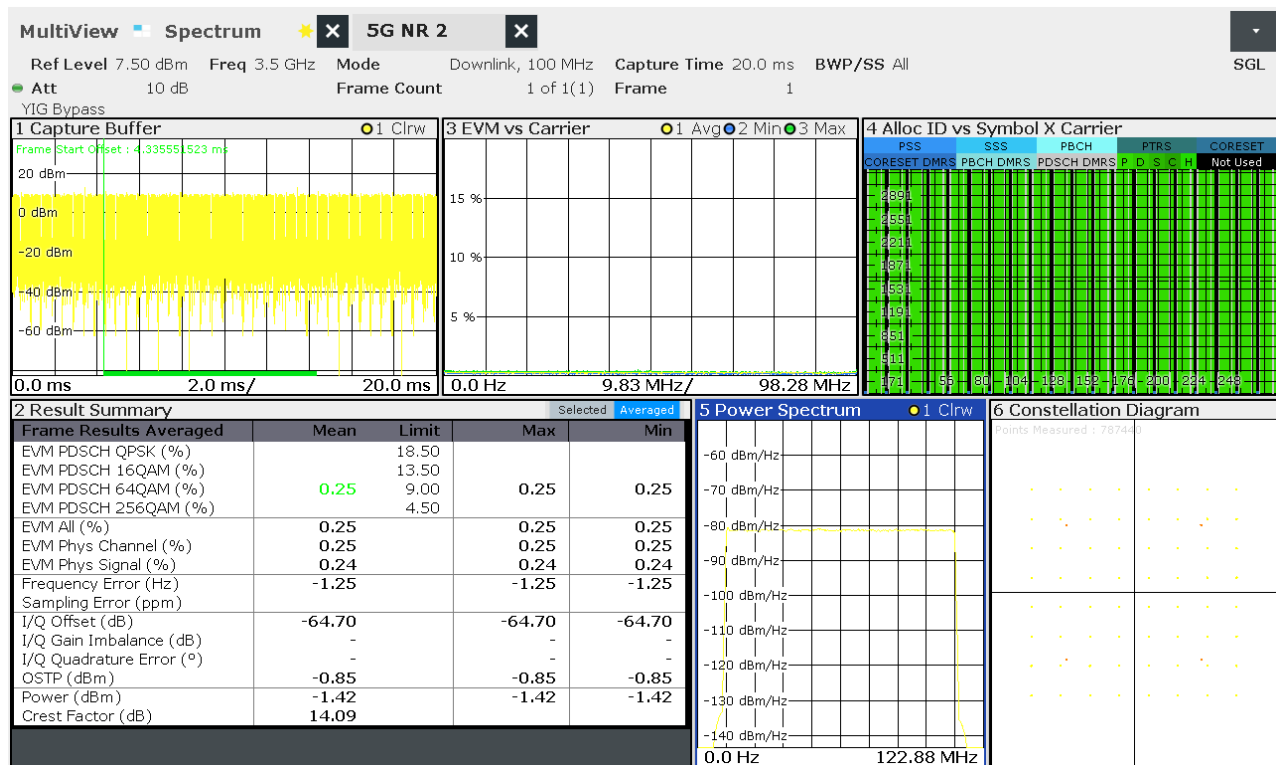 MultiView Spectrum 5G NR 2
Ref Level 7.50 dBm Freq 3.5 GHz Mode Downlink, 100 MHz Capture Time 20.0 ms BWP/SS All SGL
Att 10 dB Frame Count 1 of 1(1) Frame 1
YIG Bypass
1 Capture Buffer 1 Clrw
Frame Start Offset : 4.335551523 ms
20 dBm
0 dBm
-20 dBm
-40 dBm
-60 dBm
0.0 ms 2.0 ms/ 20.0 ms
3 EVM vs Carrier 1 Avg 2 Min 3 Max
15 %
10 %
5 %
0.0 Hz 9.83 MHz/ 98.28 MHz
4 Alloc ID vs Symbol X Carrier
PSS SSS PBCH PTRS CORESET
CORESET DMRS PBCH DMRS PDSCH DMRS P D S C H Not Used
2891
2551
2211
1871
1531
1191
851
511
171 56 80 104 128 152 176 200 224 248
2 Result Summary Selected Averaged
Frame Results Averaged Mean Limit Max Min
EVM PDSCH QPSK (%) 18.50
EVM PDSCH 16QAM (%) 13.50
EVM PDSCH 64QAM (%) 0.25 9.00 0.25 0.25
EVM PDSCH 256QAM (%) 4.50
EVM All (%) 0.25 0.25 0.25
EVM Phys Channel (%) 0.25 0.25 0.25
EVM Phys Signal (%) 0.24 0.24 0.24
Frequency Error (Hz) -1.25 -1.25 -1.25
Sampling Error (ppm)
I/Q Offset (dB) -64.70 -64.70 -64.70
I/Q Gain Imbalance (dB) - - -
I/Q Quadrature Error (º) - - -
OSTP (dBm) -0.85 -0.85 -0.85
Power (dBm) -1.42 -1.42 -1.42
Crest Factor (dB) 14.09
5 Power Spectrum 1 Clrw
-60 dBm/Hz
-70 dBm/Hz
-80 dBm/Hz
-90 dBm/Hz
-100 dBm/Hz
-110 dBm/Hz
-120 dBm/Hz
-130 dBm/Hz
-140 dBm/Hz
0.0 Hz 122.88 MHz
6 Constellation Diagram
Points Measured : 787440